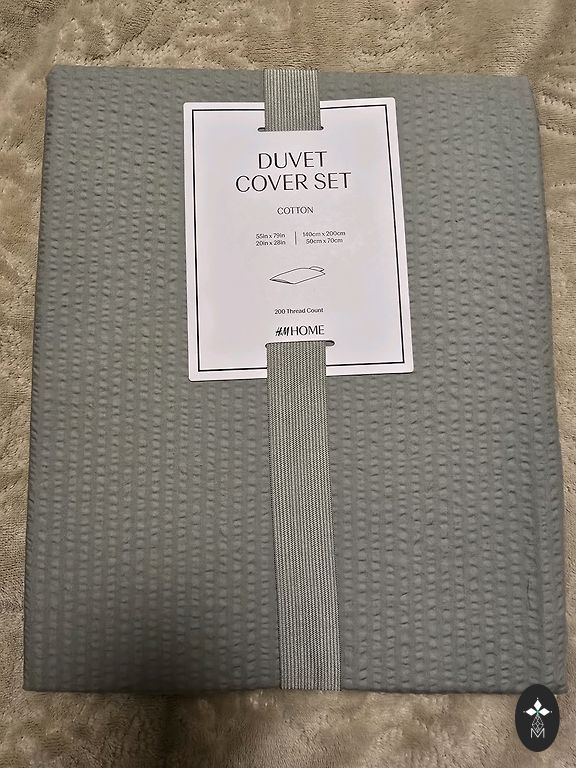 DUVET
COVER SET
COTTON
55in x 79in | 140cm x 200cm
20in x 28in | 50cm x 70cm
200 Thread Count
H&M HOME
M